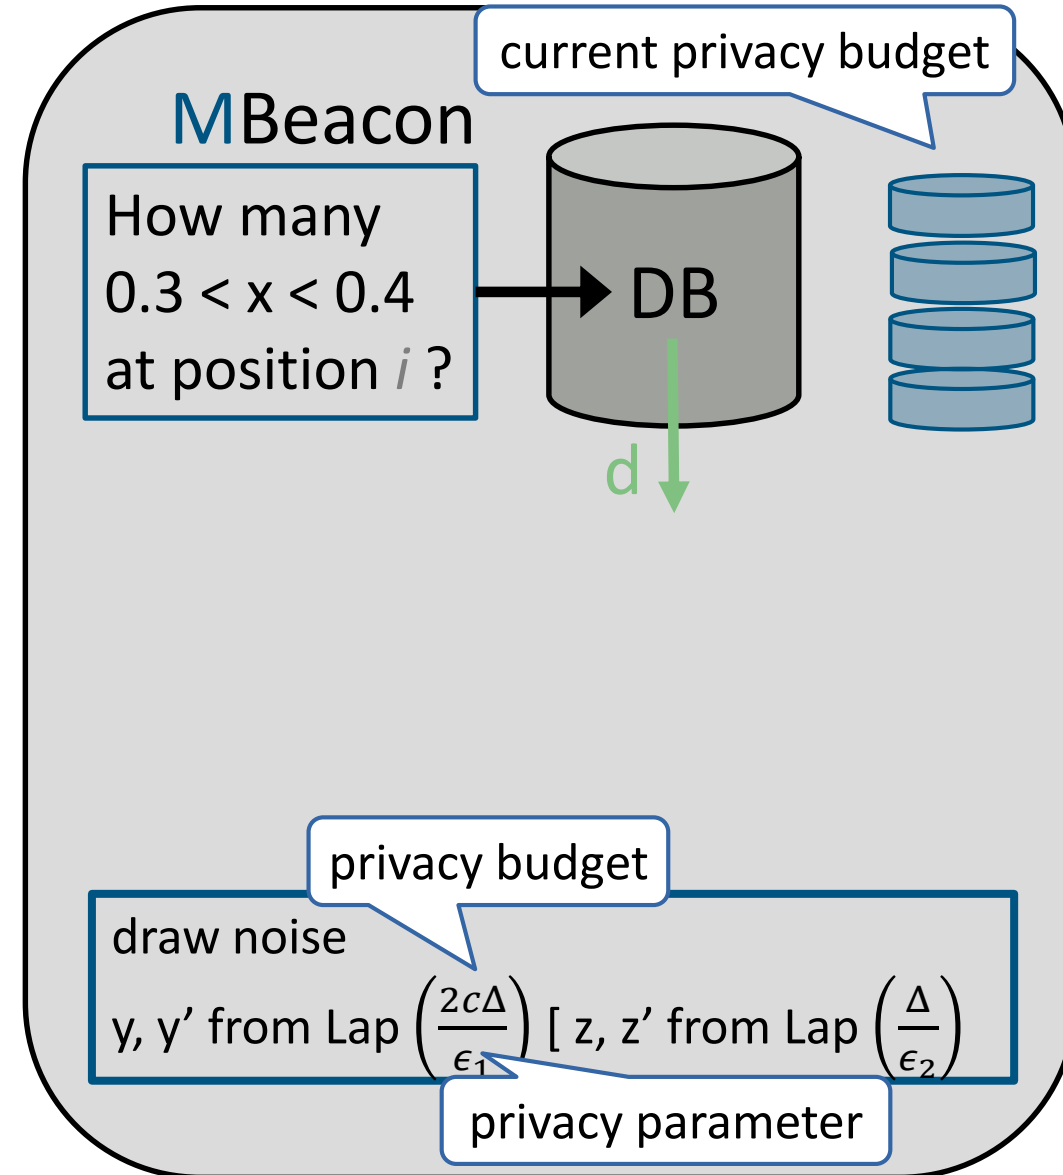 current privacy budget
MBeacon
How many
0.3 < x < 0.4
at position i ?
DB
d
privacy budget
draw noise
y, y’ from Lap (2cΔ/ϵ₁) [ z, z’ from Lap (Δ/ϵ₂)
privacy parameter